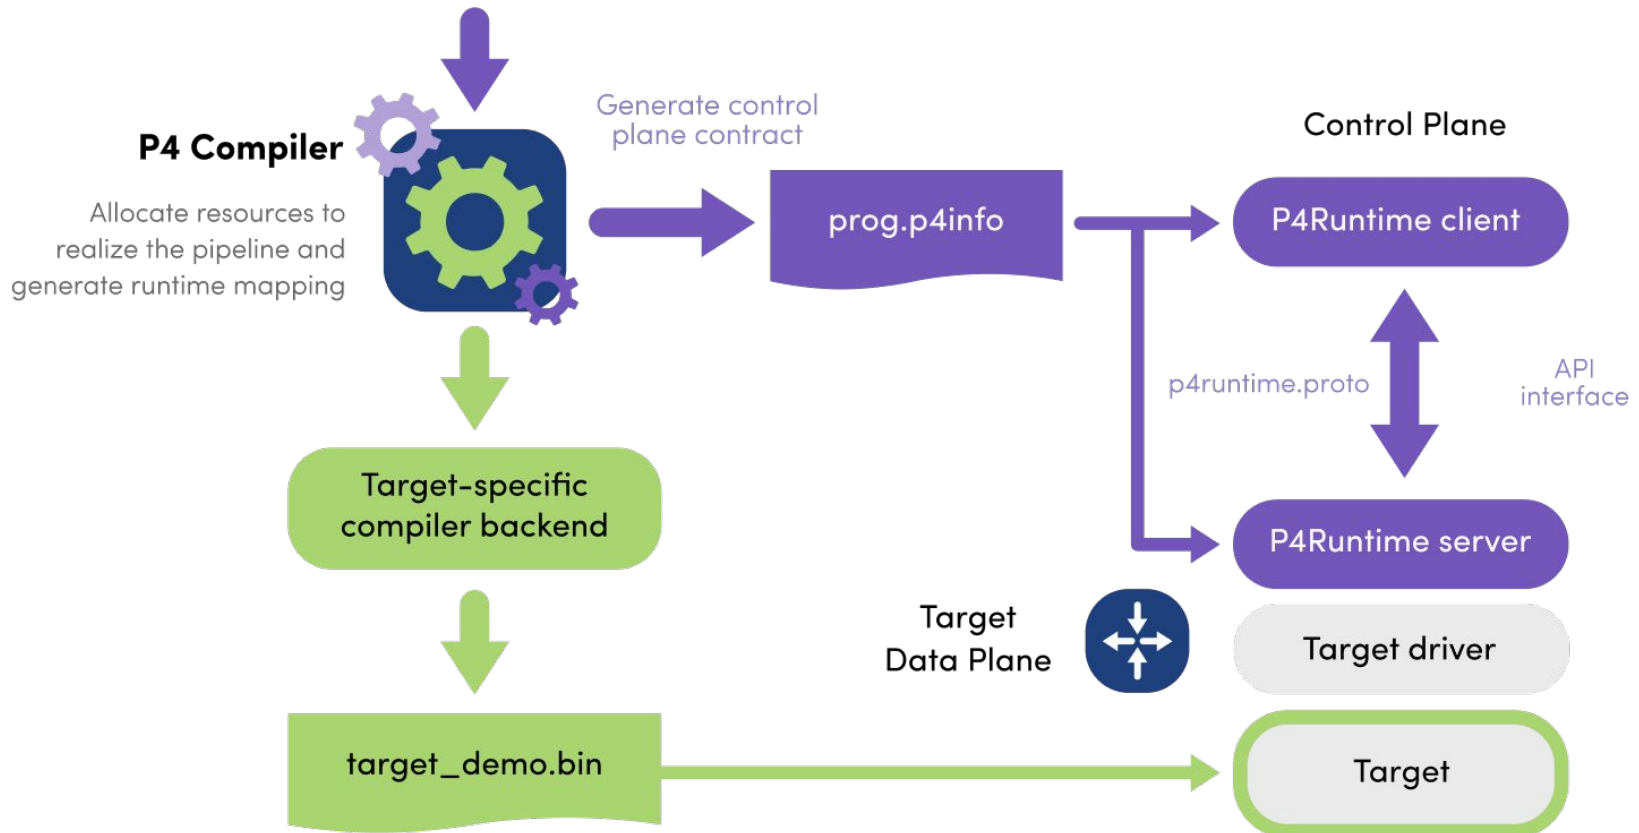 Generate control
plane contract
Control Plane
P4 Compiler
Allocate resources to
realize the pipeline and
generate runtime mapping
prog.p4info
P4Runtime client
p4runtime.proto
API
interface
Target-specific
compiler backend
P4Runtime server
Target
Data Plane
Target driver
target_demo.bin
Target